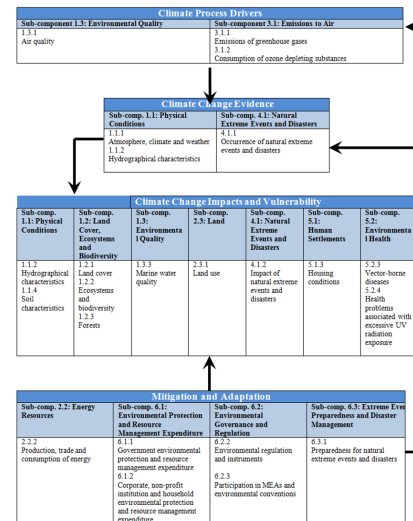 Climate Process Drivers
Sub-component 1.3: Environmental Quality
1.3.1
Air quality
Sub-component 3.1: Emissions to Air
3.1.1
Emissions of greenhouse gases
3.1.2
Consumption of ozone depleting substances
Climate Change Evidence
Sub-comp. 1.1: Physical
Conditions
1.1.1
Atmosphere, climate and weather
1.1.2
Hydrographical characteristics
Sub-comp. 4.1: Natural
Extreme Events and Disasters
4.1.1
Occurrence of natural extreme
events and disasters
Climate Change Impacts and Vulnerability
Sub-comp.
1.1: Physical
Conditions
1.1.2
Hydrographical
characteristics
1.1.4
Soil
characteristics
Sub-comp.
1.2: Land
Cover,
Ecosystems
and
Biodiversity
1.2.1
Land cover
1.2.2
Ecosystems
and
biodiversity
1.2.3
Forests
Sub-comp.
1.3:
Environmenta
l Quality
1.3.3
Marine water
quality
Sub-comp.
2.3: Land
2.3.1
Land use
Sub-comp.
4.1: Natural
Extreme
Events and
Disasters
4.1.2
Impact of
natural extreme
events and
disasters
Sub-comp.
5.1:
Human
Settlements
5.1.3
Housing
conditions
Sub-comp.
5.2:
Environmenta
l Health
5.2.3
Vector-borne
diseases
5.2.4
Health
problems
associated with
excessive UV
radiation
exposure
Mitigation and Adaptation
Sub-comp. 2.2: Energy
Resources
2.2.2
Production, trade and
consumption of energy
Sub-comp. 6.1:
Environmental Protection
and Resource
Management Expenditure
6.1.1
Government environmental
protection and resource
management expenditure
6.1.2
Corporate, non-profit
institution and household
environmental protection
and resource management
expenditure
Sub-comp. 6.2:
Environmental
Governance and
Regulation
6.2.2
Environmental regulation
and instruments
6.2.3
Participation in MEAs and
environmental conventions
Sub-comp. 6.3: Extreme Even
Preparedness and Disaster
Management
6.3.1
Preparedness for natural
extreme events and disasters